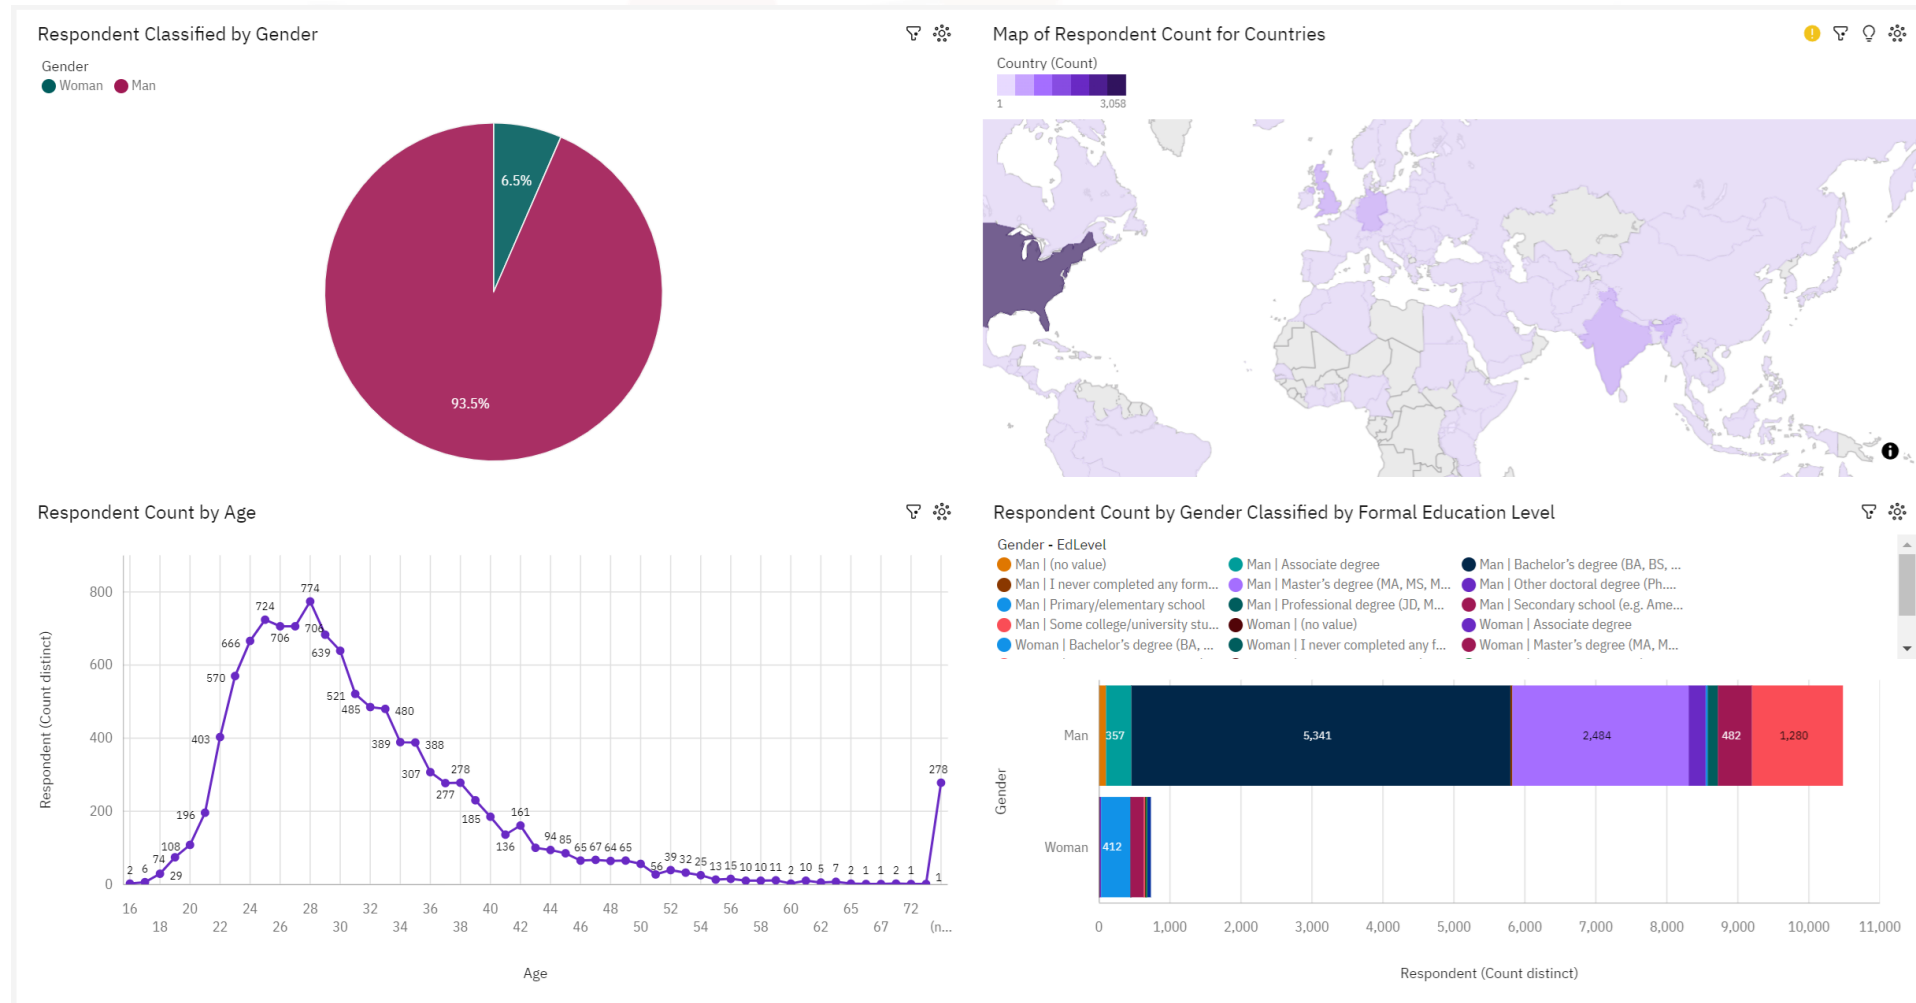 Respondent Classified by Gender
Gender
Woman Man
6.5%
93.5%
Map of Respondent Count for Countries
Country (Count)
1 3,058
Respondent Count by Age
Respondent (Count distinct)
800
600
400
200
0
2 6 74 29 108 196 403 570 666 724 706 774 706 639 521 485 480 389 388 307 277 278 185 136 161 94 85 65 67 64 65 56 39 32 25 13 15 10 10 11 2 10 5 7 2 1 1 2 1 1 278
16 20 24 28 32 36 40 44 48 52 56 60 65 72
18 22 26 30 34 38 42 46 50 54 58 62 67 (n...
Age
Respondent Count by Gender Classified by Formal Education Level
Gender - EdLevel
Man | (no value) Man | Associate degree Man | Bachelor’s degree (BA, BS, ...
Man | I never completed any form... Man | Master’s degree (MA, MS, M... Man | Other doctoral degree (Ph....
Man | Primary/elementary school Man | Professional degree (JD, M... Man | Secondary school (e.g. Ame...
Man | Some college/university stu... Woman | (no value) Woman | Associate degree
Woman | Bachelor’s degree (BA, ... Woman | I never completed any f... Woman | Master’s degree (MA, M...
Gender
Man 357 5,341 2,484 482 1,280
Woman 412
0 1,000 2,000 3,000 4,000 5,000 6,000 7,000 8,000 9,000 10,000 11,000
Respondent (Count distinct)